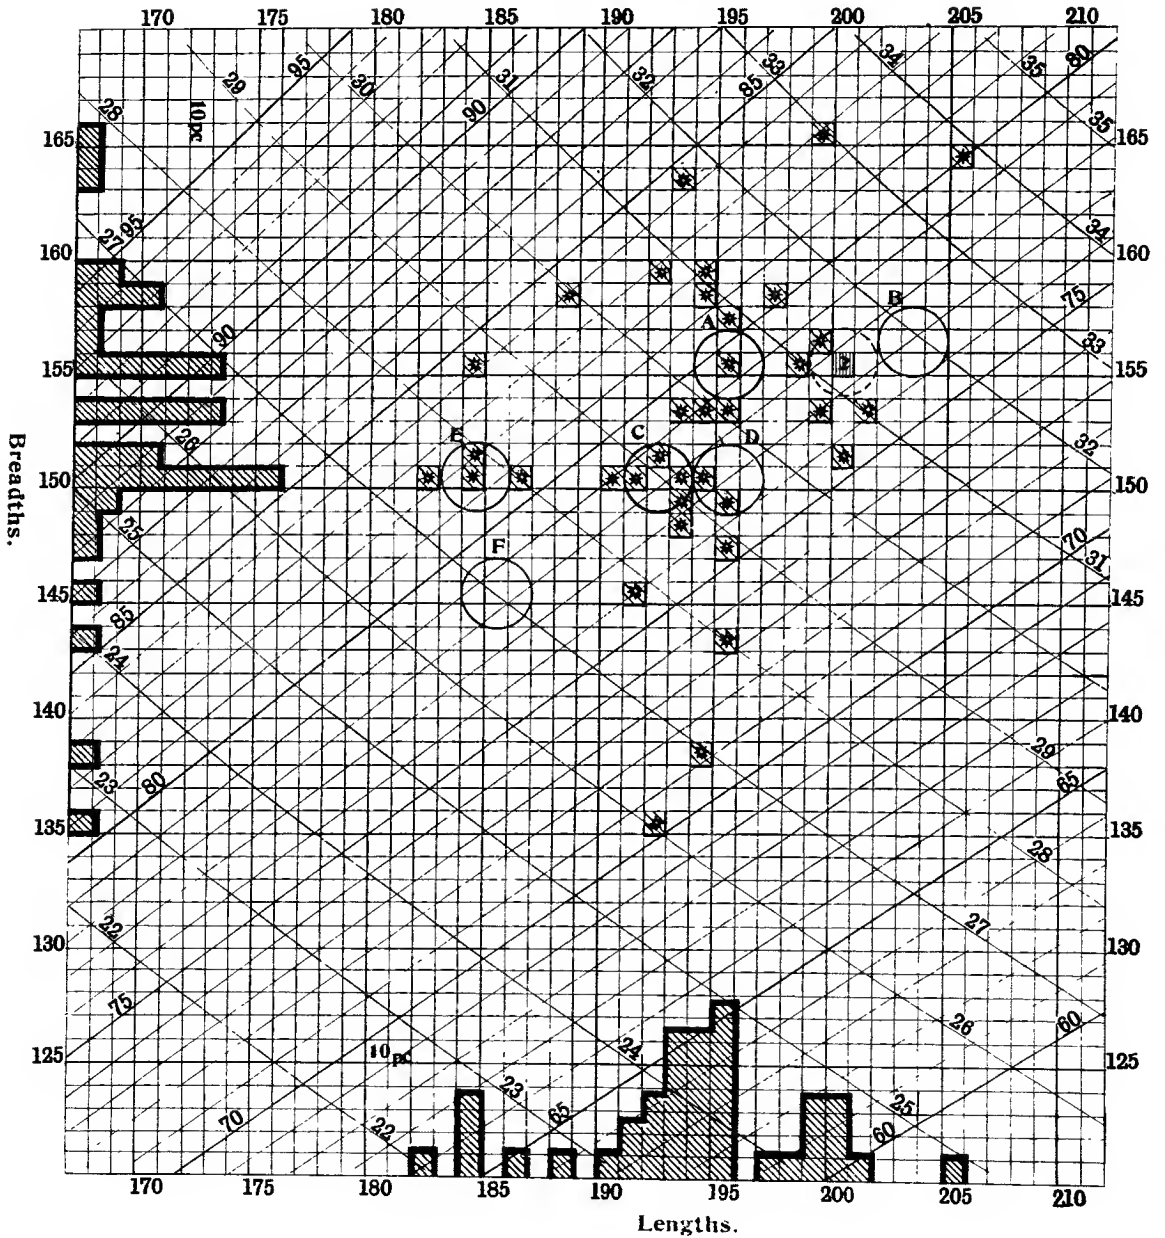 170 175 180 185 190 195 200 205 210
29 95 30 31 32 33 34 35 80
28 10 pc 90 85 35
165 165
34
95
27
160 160
75
B
A
33
90
155 2 155
26 32
E C D
150 150
25
F 70
31
145 145
85
24
140 140
29
23 80 65
135 135
28
22 27
130 130
75 26
24 60
10 pc
125 125
23 25
70 22 65 60
170 175 180 185 190 195 200 205 210
Lengths.
Breadths.